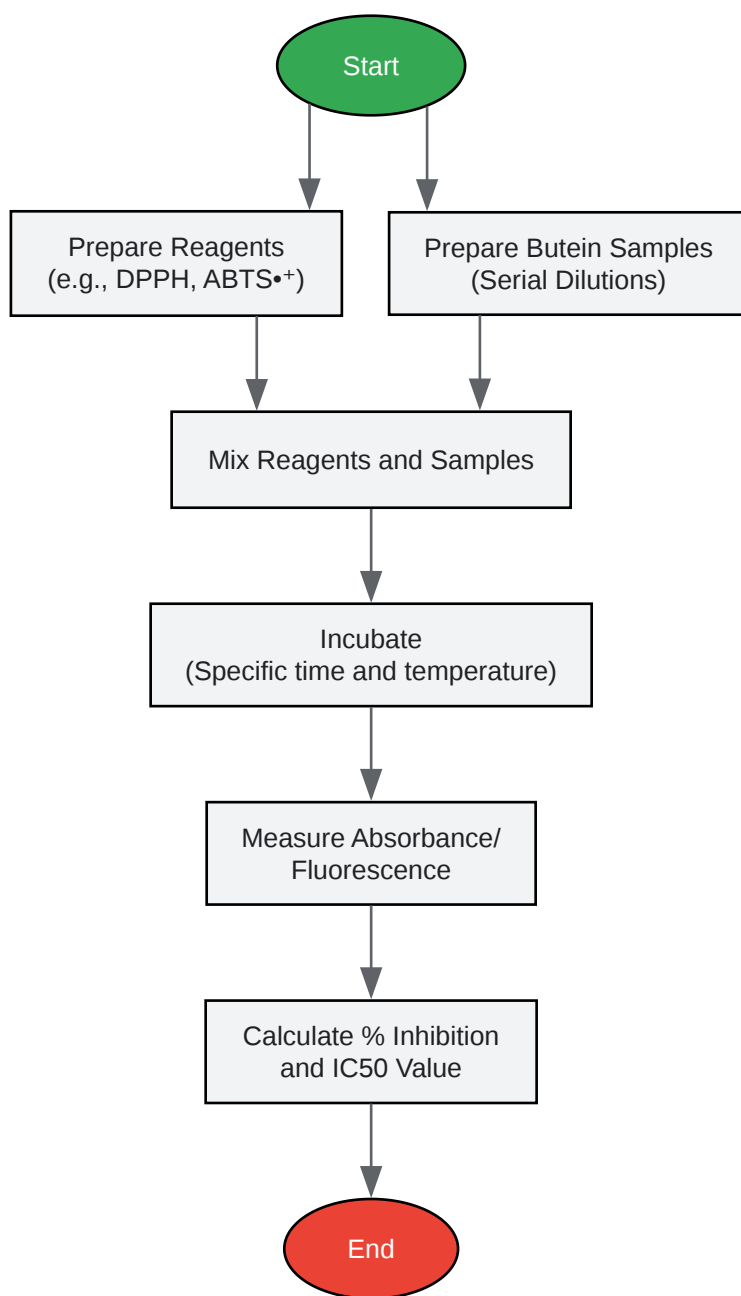 Start
Prepare Reagents
(e.g., DPPH, ABTS•⁺)
Prepare Butein Samples
(Serial Dilutions)
Mix Reagents and Samples
Incubate
(Specific time and temperature)
Measure Absorbance/
Fluorescence
Calculate % Inhibition
and IC50 Value
End